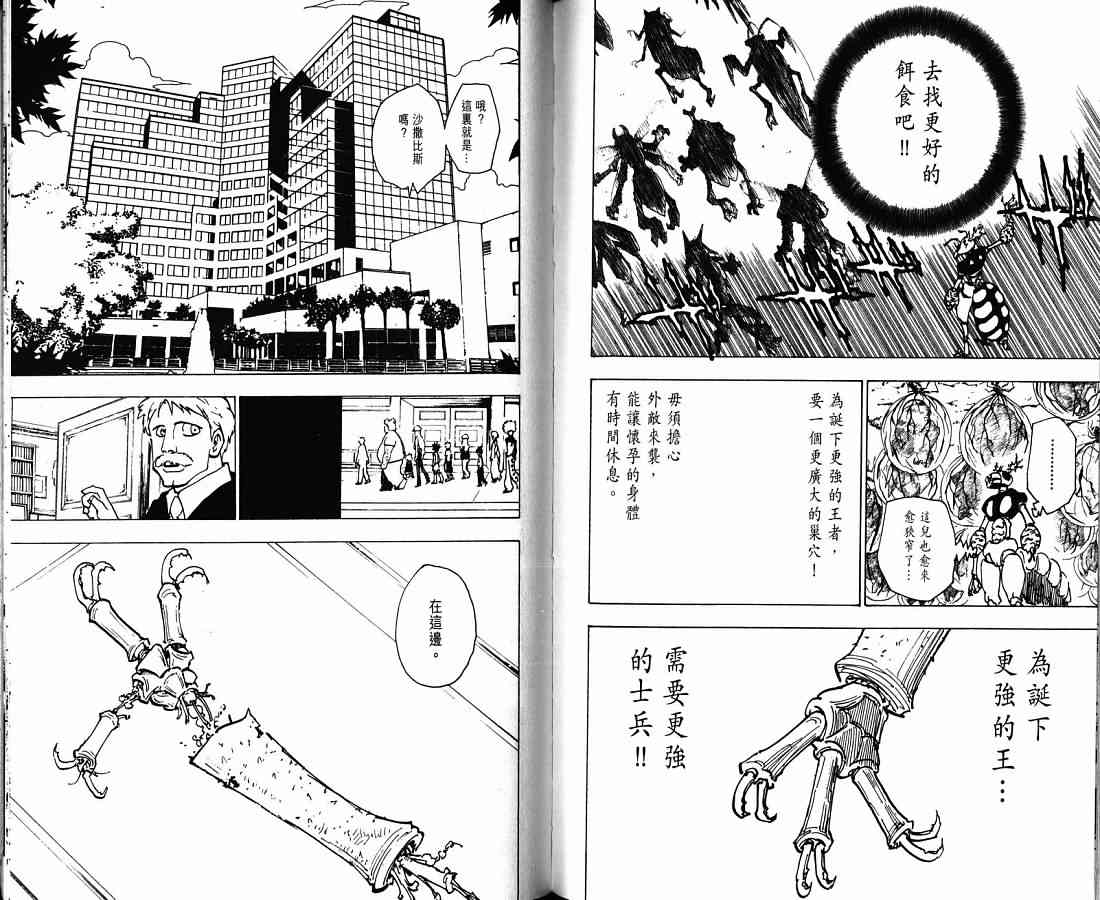 去找更好的
餌食吧!!
………
這兒也愈來
愈狹窄了…
為誕下更強的王者，
要一個更廣大的巢穴！
毋須擔心
外敵來襲，
能讓懷孕的身體
有時間休息。
為誕下
更強的王…
需要更強
的士兵!!
哦？
這裏就是…
沙撒比斯
嗎？
在這邊。